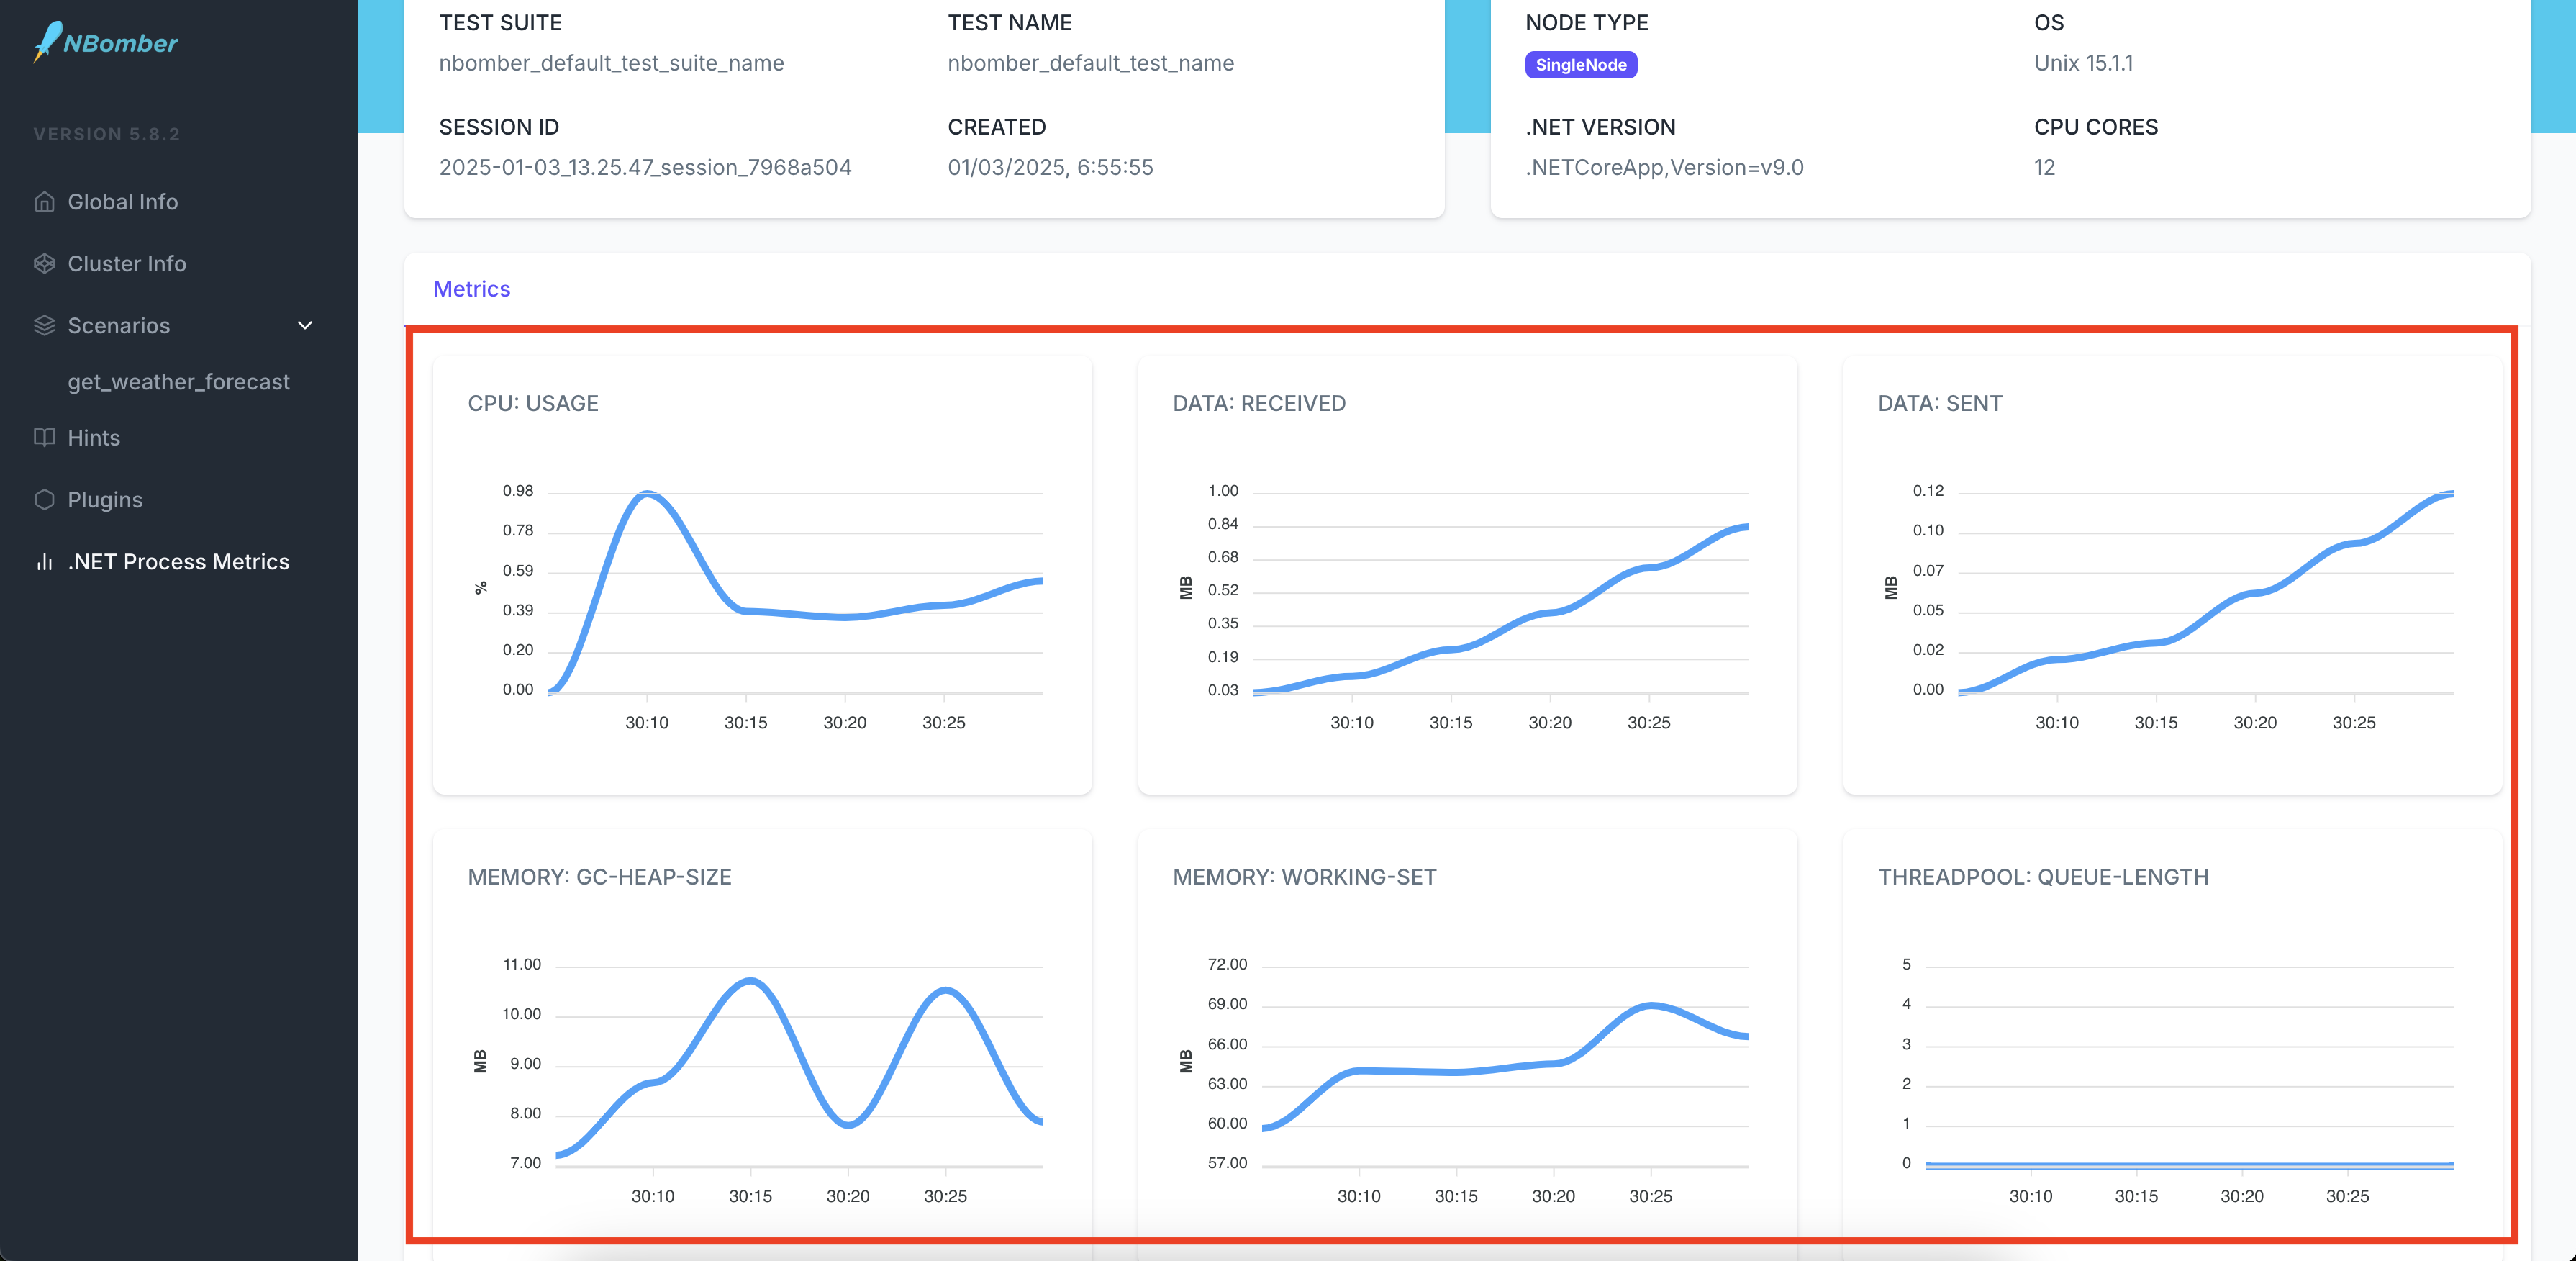 NBomber
VERSION 5.8.2
Global Info
Cluster Info
Scenarios
get_weather_forecast
Hints
Plugins
.NET Process Metrics
TEST SUITE
nbomber_default_test_suite_name
TEST NAME
nbomber_default_test_name
SESSION ID
2025-01-03_13.25.47_session_7968a504
CREATED
01/03/2025, 6:55:55
NODE TYPE
SingleNode
OS
Unix 15.1.1
.NET VERSION
.NETCoreApp,Version=v9.0
CPU CORES
12
Metrics
CPU: USAGE
%
0.98
0.78
0.59
0.39
0.20
0.00
30:10 30:15 30:20 30:25
DATA: RECEIVED
MB
1.00
0.84
0.68
0.52
0.35
0.19
0.03
30:10 30:15 30:20 30:25
DATA: SENT
MB
0.12
0.10
0.07
0.05
0.02
0.00
30:10 30:15 30:20 30:25
MEMORY: GC-HEAP-SIZE
MB
11.00
10.00
9.00
8.00
7.00
30:10 30:15 30:20 30:25
MEMORY: WORKING-SET
MB
72.00
69.00
66.00
63.00
60.00
57.00
30:10 30:15 30:20 30:25
THREADPOOL: QUEUE-LENGTH
5
4
3
2
1
0
30:10 30:15 30:20 30:25